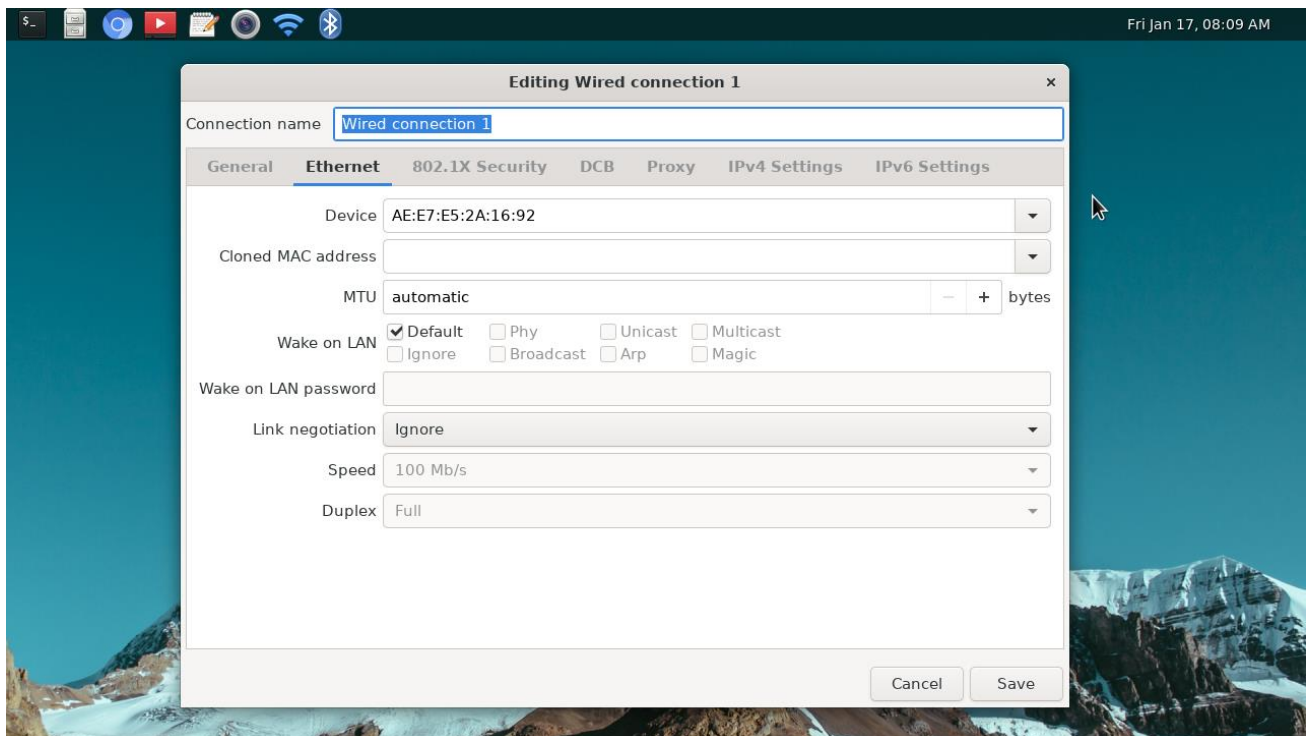 $_
Fri Jan 17, 08:09 AM
Editing Wired connection 1 ×
Connection name Wired connection 1
General Ethernet 802.1X Security DCB Proxy IPv4 Settings IPv6 Settings
Device AE:E7:E5:2A:16:92
Cloned MAC address
MTU automatic − + bytes
Wake on LAN
Default Phy Unicast Multicast
Ignore Broadcast Arp Magic
Wake on LAN password
Link negotiation Ignore
Speed 100 Mb/s
Duplex Full
Cancel Save